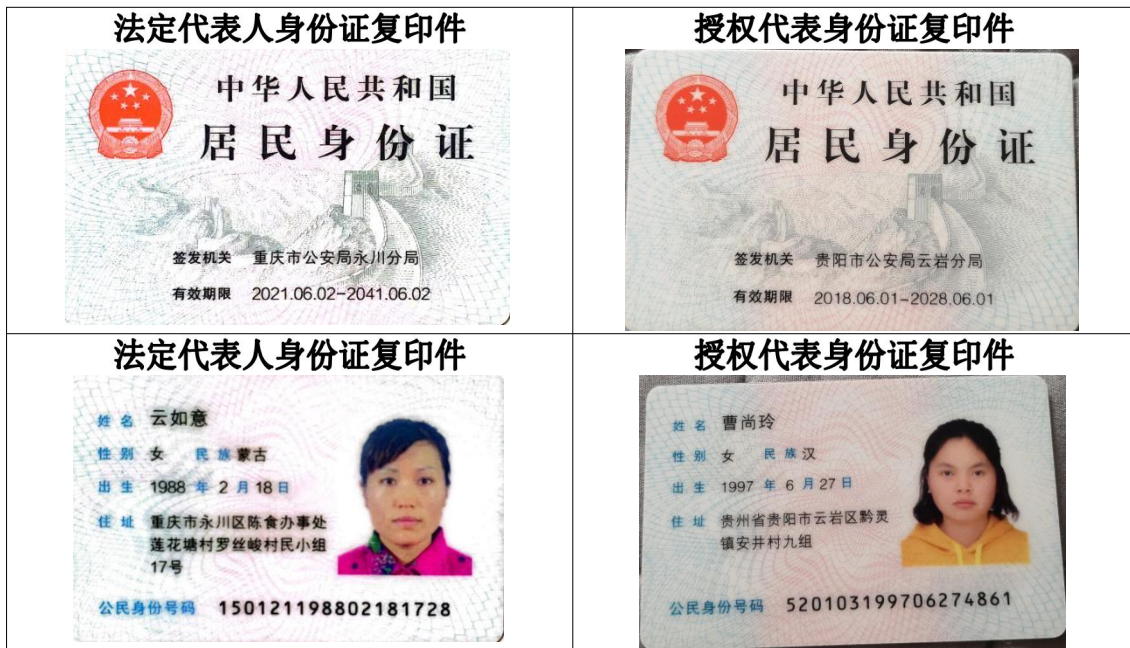 法定代表人身份证复印件
中华人民共和国
居民身份证
签发机关 重庆市公安局永川分局
有效期限 2021.06.02-2041.06.02
授权代表身份证复印件
中华人民共和国
居民身份证
签发机关 贵阳市公安局云岩分局
有效期限 2018.06.01-2028.06.01
法定代表人身份证复印件
姓名 云如意
性别 女 民族 蒙古
出生 1988 年 2 月 18 日
住址 重庆市永川区陈食办事处
莲花塘村罗丝峻村民小组
17号
公民身份号码 150121198802181728
授权代表身份证复印件
姓名 曹尚玲
性别 女 民族 汉
出生 1997 年 6 月 27 日
住址 贵州省贵阳市云岩区黔灵
镇安井村九组
公民身份号码 520103199706274861